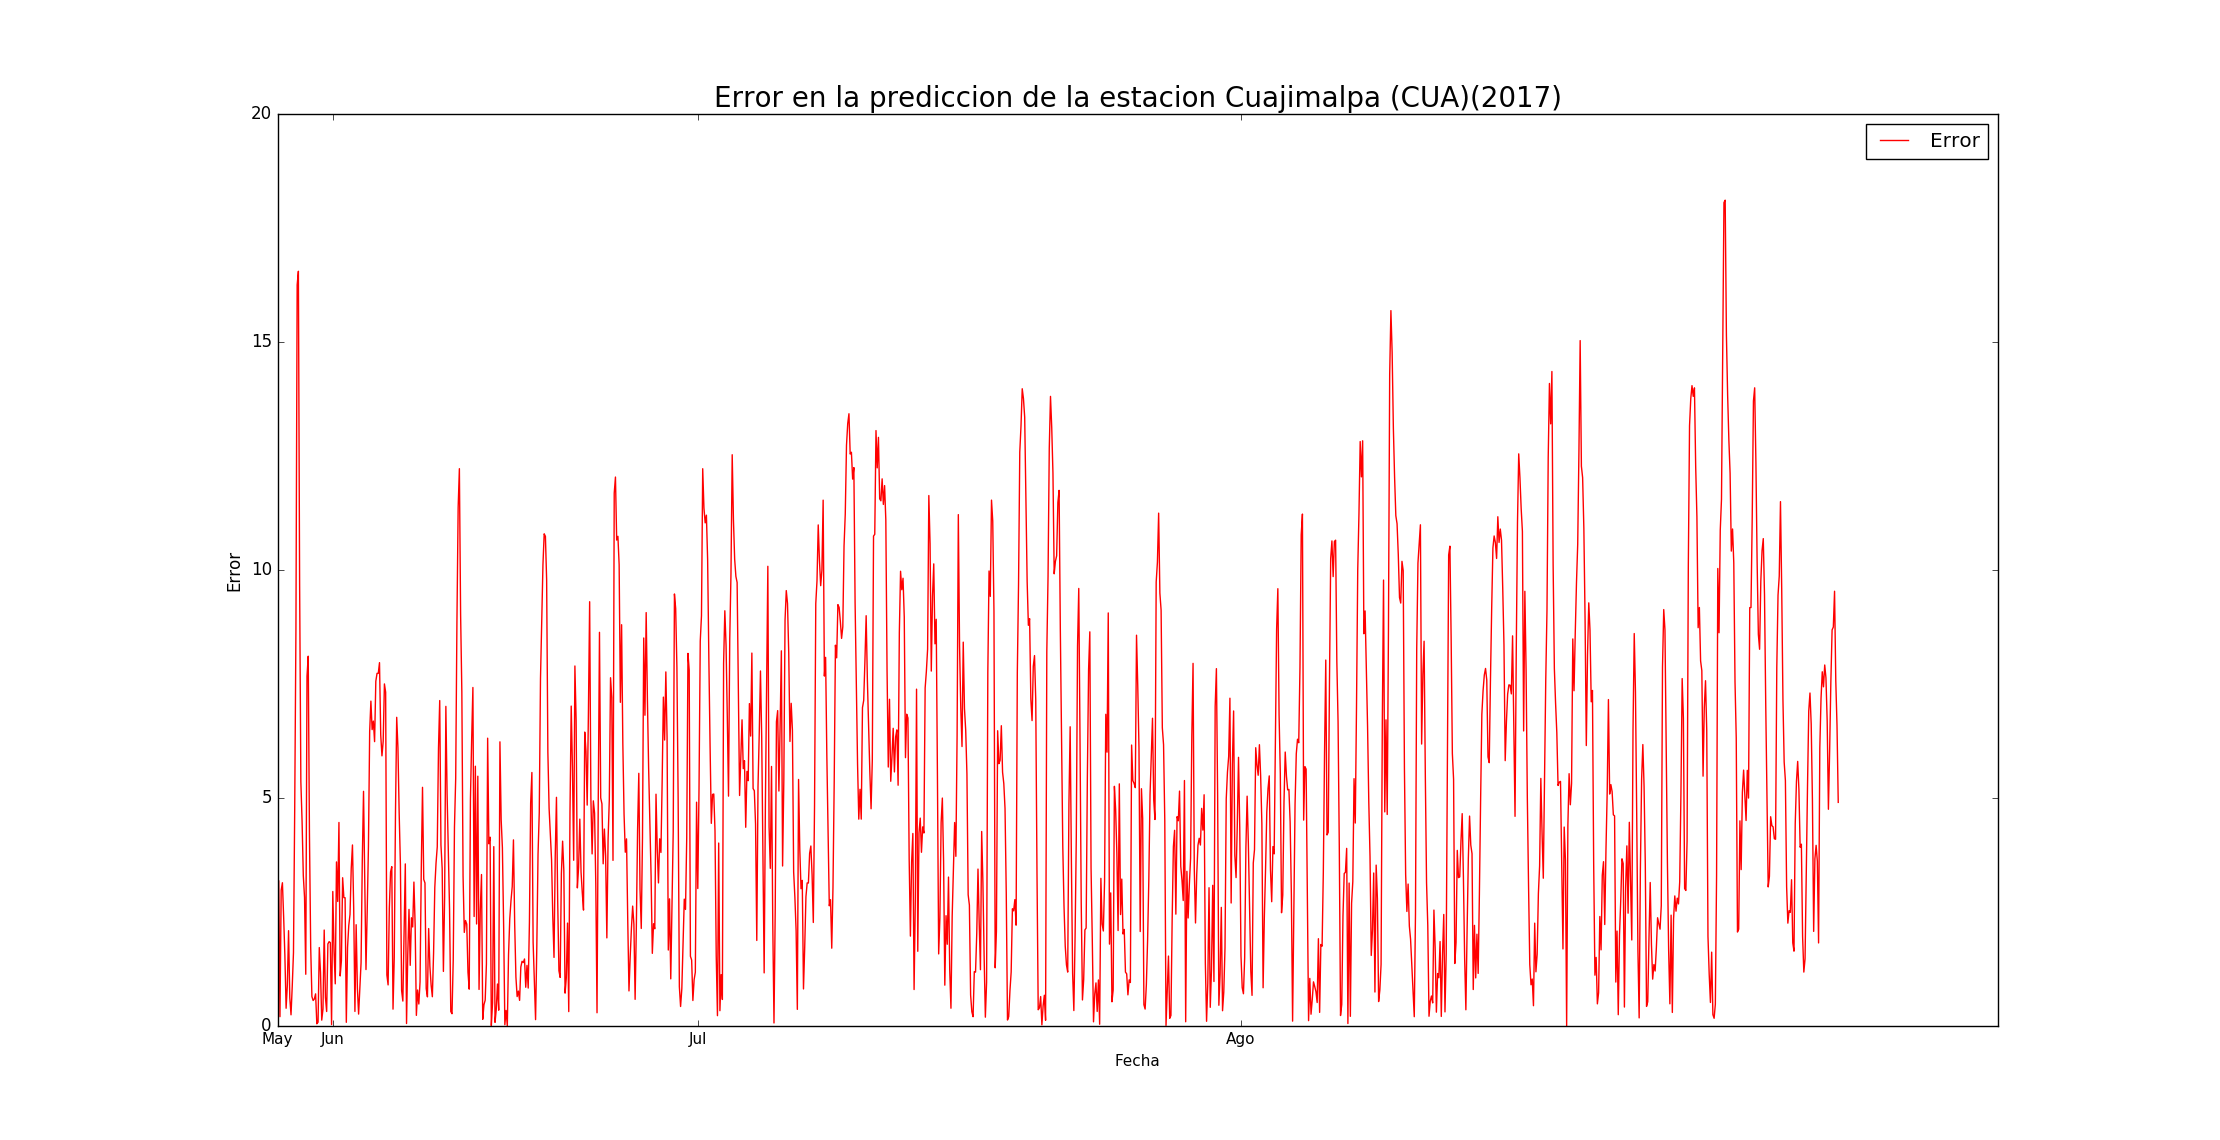 Error en la prediccion de la estacion Cuajimalpa (CUA)(2017)
Error
20
15
10
5
0
Error
May Jun Jul Ago
Fecha